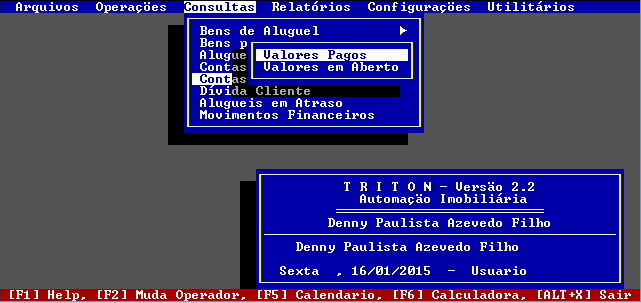 Arquivos Operações Consultas Relatórios Configurações Utilitários
Bens de Aluguel
Bens p
Alugue
Valores Pagos
Contas
Valores em Aberto
Contas
Dívida Cliente
Alugueis em Atraso
Movimentos Financeiros
T R I T O N - Versäo 2.2
Automaçäo Imobiliária
Denny Paulista Azevedo Filho
Denny Paulista Azevedo Filho
Sexta , 16/01/2015 - Usuario
[F1] Help, [F2] Muda Operador, [F5] Calendario, [F6] Calculadora, [ALT+X] Sair